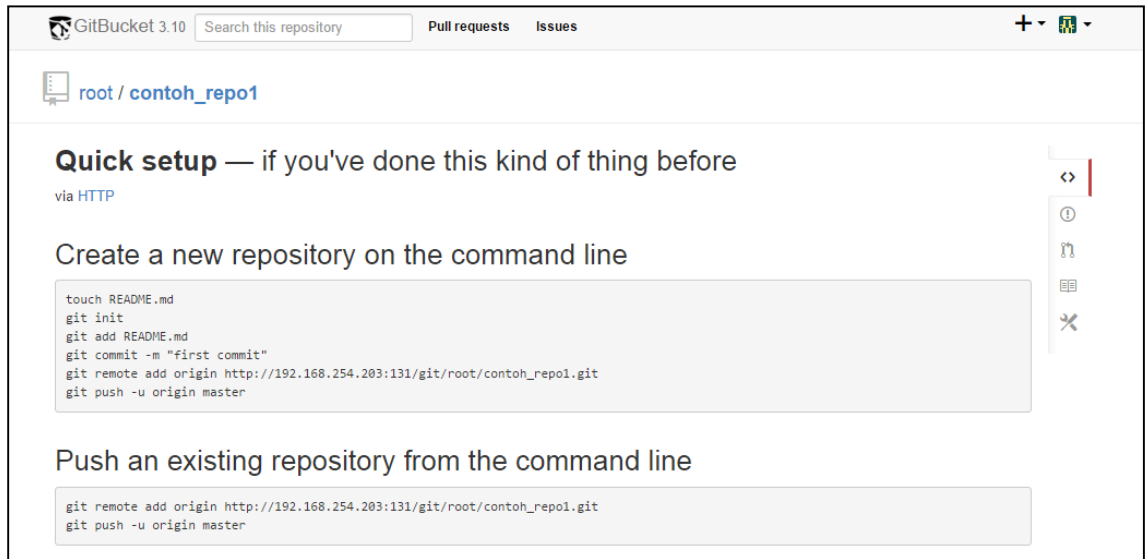 GitBucket 3.10 Search this repository Pull requests Issues
root / contoh_repo1
Quick setup — if you've done this kind of thing before
via HTTP
Create a new repository on the command line
touch README.md
git init
git add README.md
git commit -m "first commit"
git remote add origin http://192.168.254.203:131/git/root/contoh_repo1.git
git push -u origin master
Push an existing repository from the command line
git remote add origin http://192.168.254.203:131/git/root/contoh_repo1.git
git push -u origin master